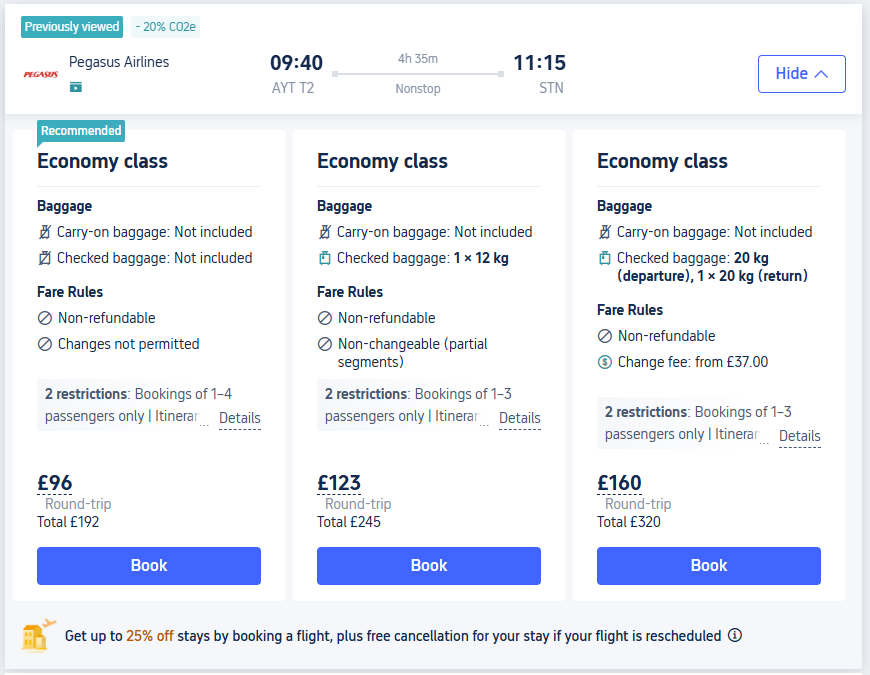 Previously viewed
- 20% CO2e
PEGASUS
Pegasus Airlines
09:40
4h 35m
11:15
AYT T2
Nonstop
STN
Hide
Recommended
Economy class
Baggage
Carry-on baggage: Not included
Checked baggage: Not included
Fare Rules
Non-refundable
Changes not permitted
2 restrictions: Bookings of 1–4
passengers only | Itinerar... Details
£96
Round-trip
Total £192
Book
Economy class
Baggage
Carry-on baggage: Not included
Checked baggage: 1 × 12 kg
Fare Rules
Non-refundable
Non-changeable (partial
segments)
2 restrictions: Bookings of 1–3
passengers only | Itinerar... Details
£123
Round-trip
Total £245
Book
Economy class
Baggage
Carry-on baggage: Not included
Checked baggage: 20 kg
(departure), 1 × 20 kg (return)
Fare Rules
Non-refundable
Change fee: from £37.00
2 restrictions: Bookings of 1–3
passengers only | Itinerar... Details
£160
Round-trip
Total £320
Book
Get up to 25% off stays by booking a flight, plus free cancellation for your stay if your flight is rescheduled